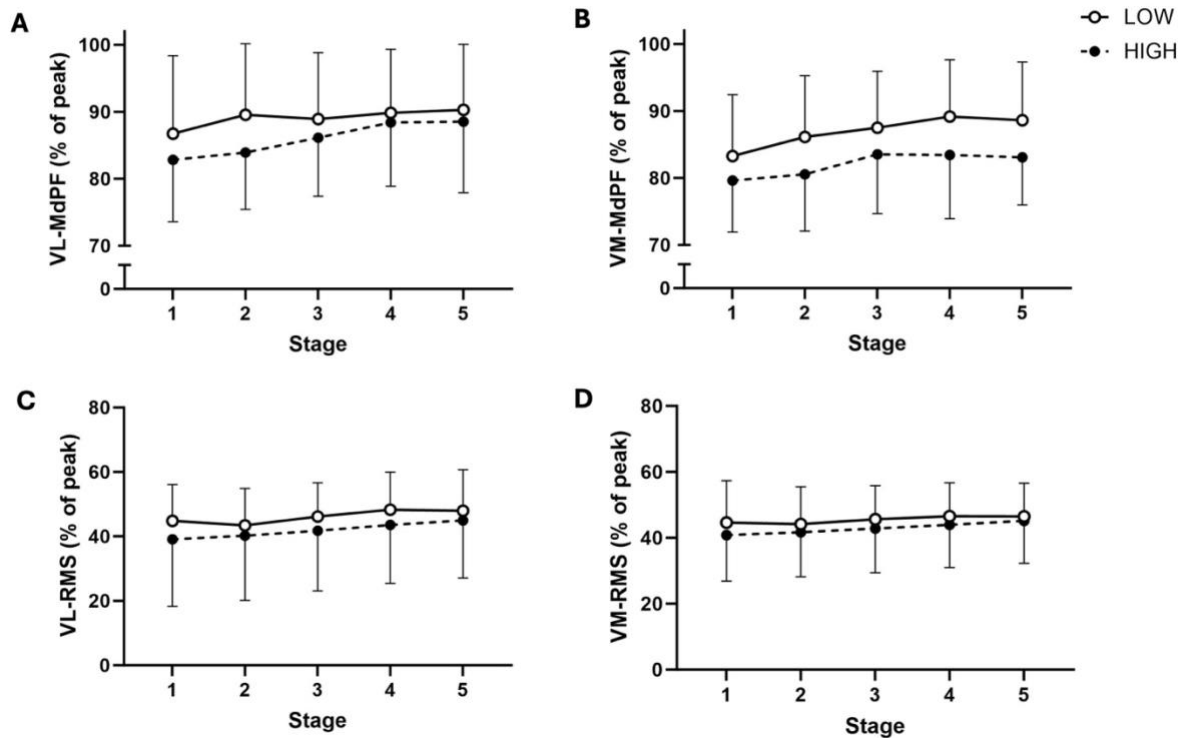 LOW
HIGH
A
100
90
80
70
0
VL-MdPF (% of peak)
1 2 3 4 5
Stage
B
100
90
80
70
0
VM-MdPF (% of peak)
1 2 3 4 5
Stage
C
80
60
40
20
0
VL-RMS (% of peak)
1 2 3 4 5
Stage
D
80
60
40
20
0
VM-RMS (% of peak)
1 2 3 4 5
Stage